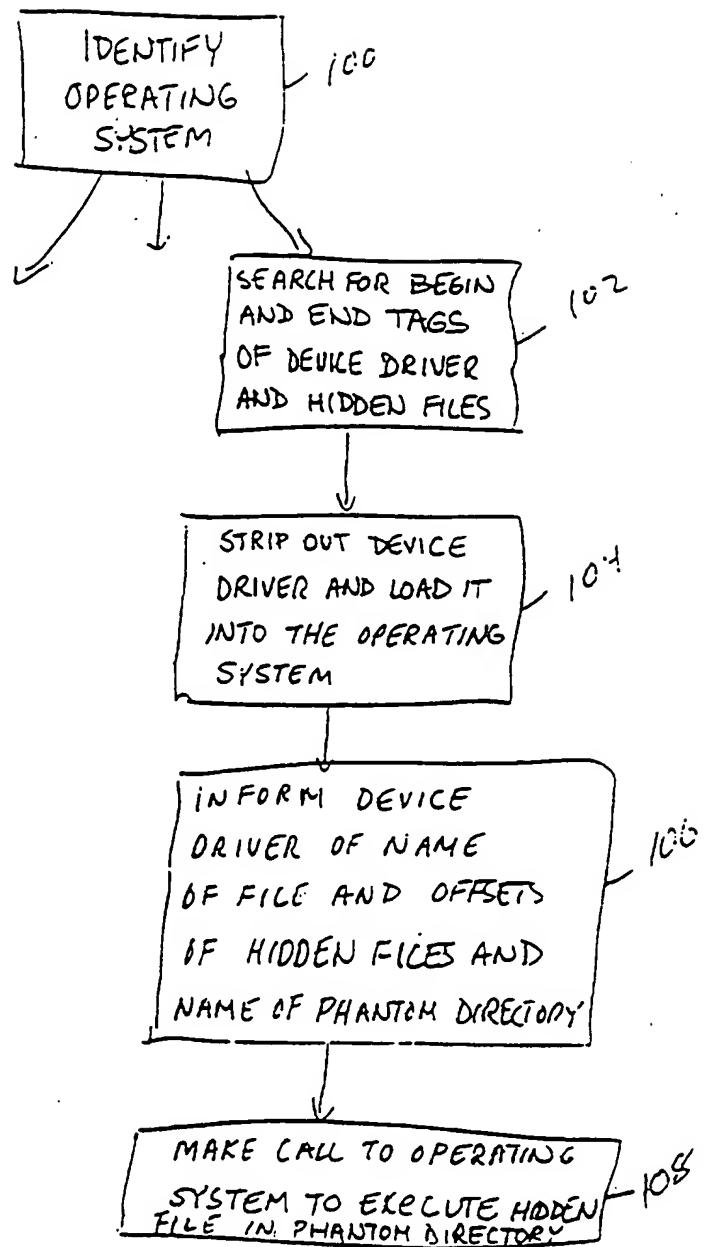 IDENTIFY
OPERATING
SYSTEM
100
SEARCH FOR BEGIN
AND END TAGS
OF DEVICE DRIVER
AND HIDDEN FILES
102
STRIP OUT DEVICE
DRIVER AND LOAD IT
INTO THE OPERATING
SYSTEM
104
INFORM DEVICE
DRIVER OF NAME
OF FILE AND OFFSETS
OF HIDDEN FILES AND
NAME OF PHANTOM DIRECTORY
106
MAKE CALL TO OPERATING
SYSTEM TO EXECUTE HIDDEN
FILE IN PHANTOM DIRECTORY
108